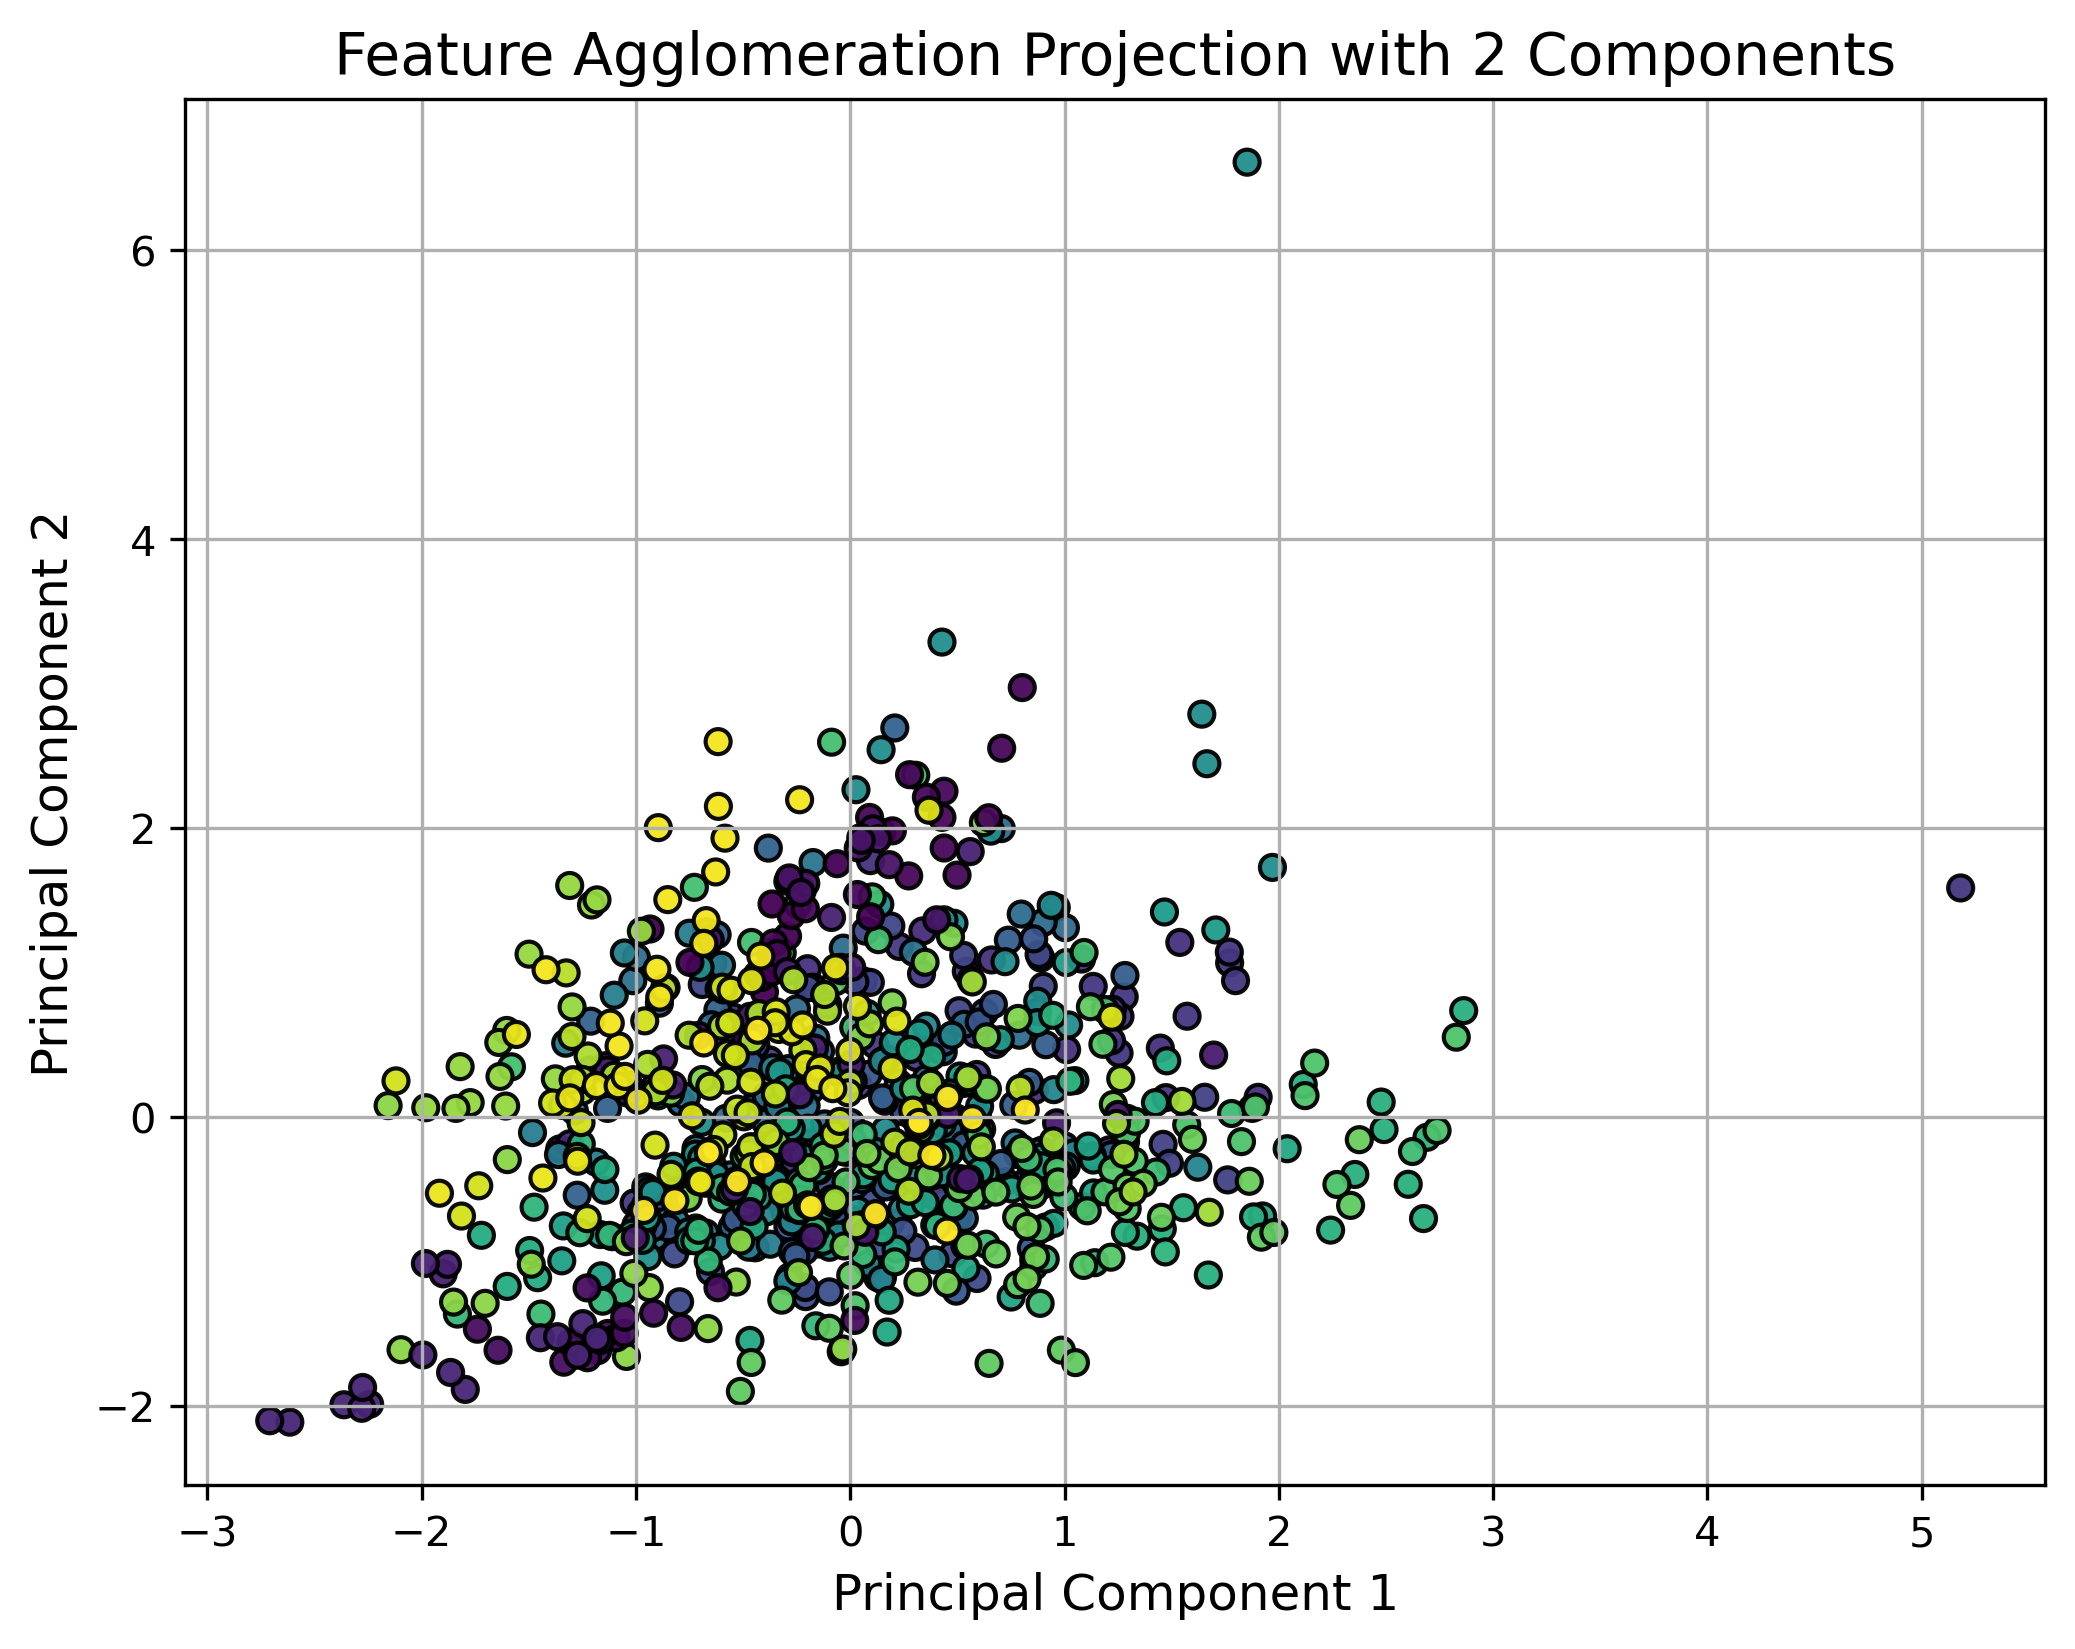 Feature Agglomeration Projection with 2 Components
6
4
2
0
−2
Principal Component 2
−3 −2 −1 0 1 2 3 4 5
Principal Component 1